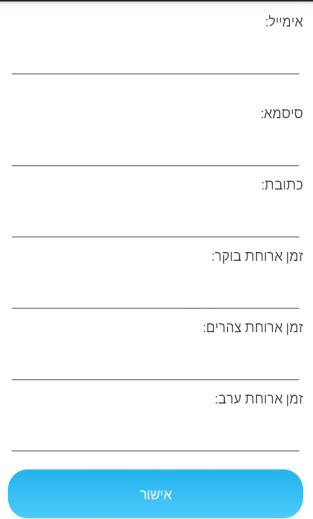 אימייל:
סיסמא:
כתובת:
זמן ארוחת בוקר:
זמן ארוחת צהרים:
זמן ארוחת ערב:
אישור